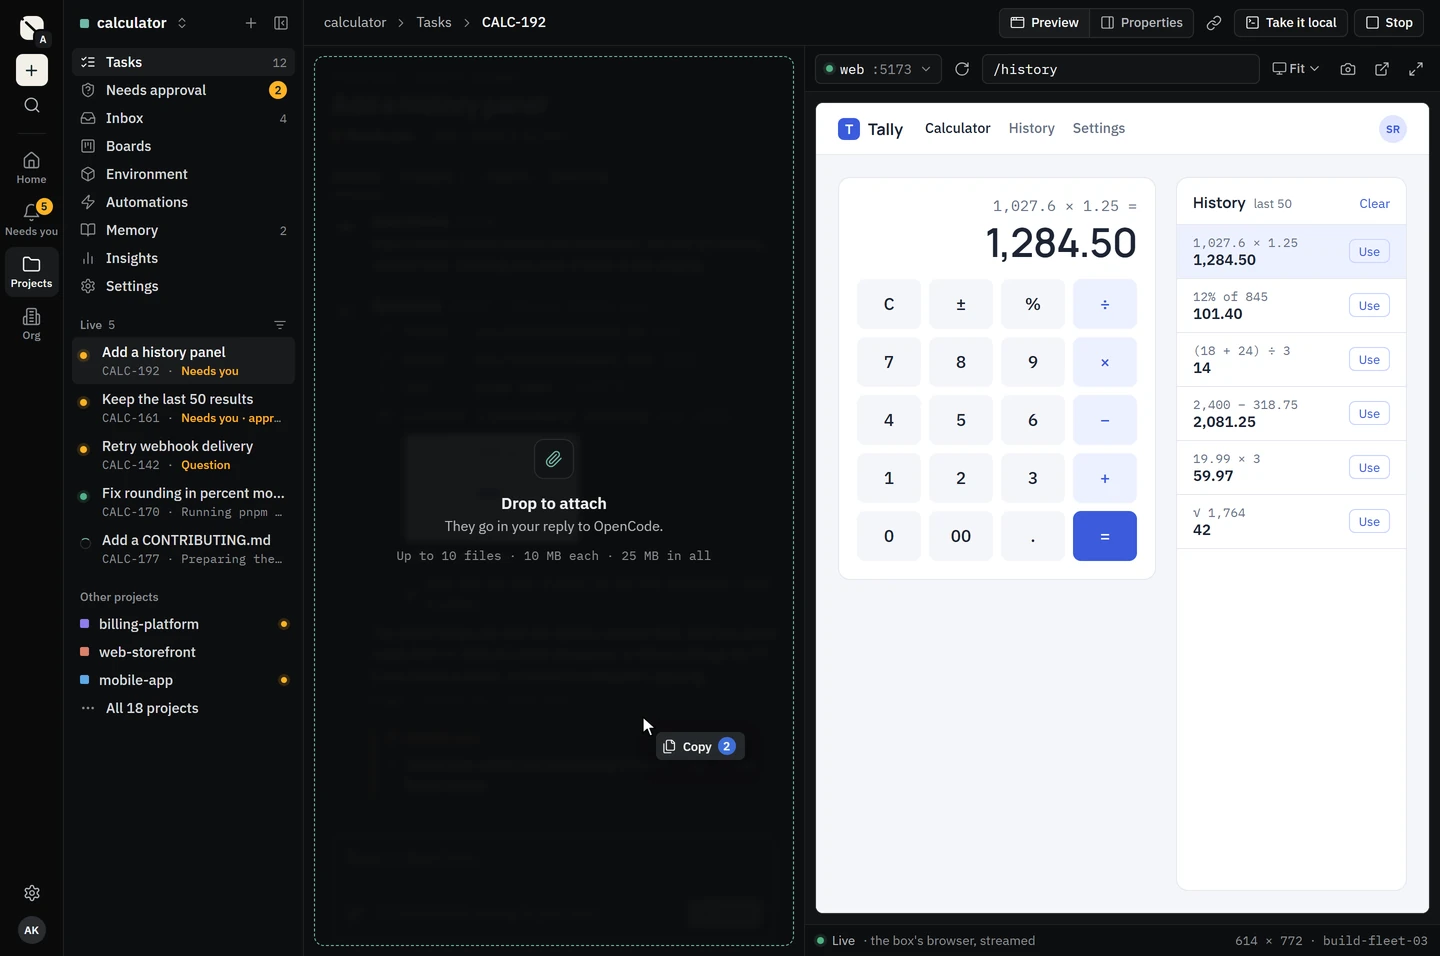 A
Home
5
Needs you
Projects
Org
AK
calculator
Tasks 12
Needs approval 2
Inbox 4
Boards
Environment
Automations
Memory 2
Insights
Settings
Live 5
Add a history panel
CALC-192 · Needs you
Keep the last 50 results
CALC-161 · Needs you · appr…
Retry webhook delivery
CALC-142 · Question
Fix rounding in percent mo…
CALC-170 · Running pnpm …
Add a CONTRIBUTING.md
CALC-177 · Preparing the…
Other projects
billing-platform
web-storefront
mobile-app
All 18 projects
calculator > Tasks > CALC-192
Preview Properties Take it local Stop
Drop to attach
They go in your reply to OpenCode.
Up to 10 files · 10 MB each · 25 MB in all
Copy 2
web :5173 /history Fit
T Tally Calculator History Settings SR
1,027.6 × 1.25 =
1,284.50
C ± % ÷
7 8 9 ×
4 5 6 −
1 2 3 +
0 00 . =
History last 50 Clear
1,027.6 × 1.25
1,284.50 Use
12% of 845
101.40 Use
(18 + 24) ÷ 3
14 Use
2,400 − 318.75
2,081.25 Use
19.99 × 3
59.97 Use
√ 1,764
42 Use
Live · the box's browser, streamed 614 × 772 · build-fleet-03